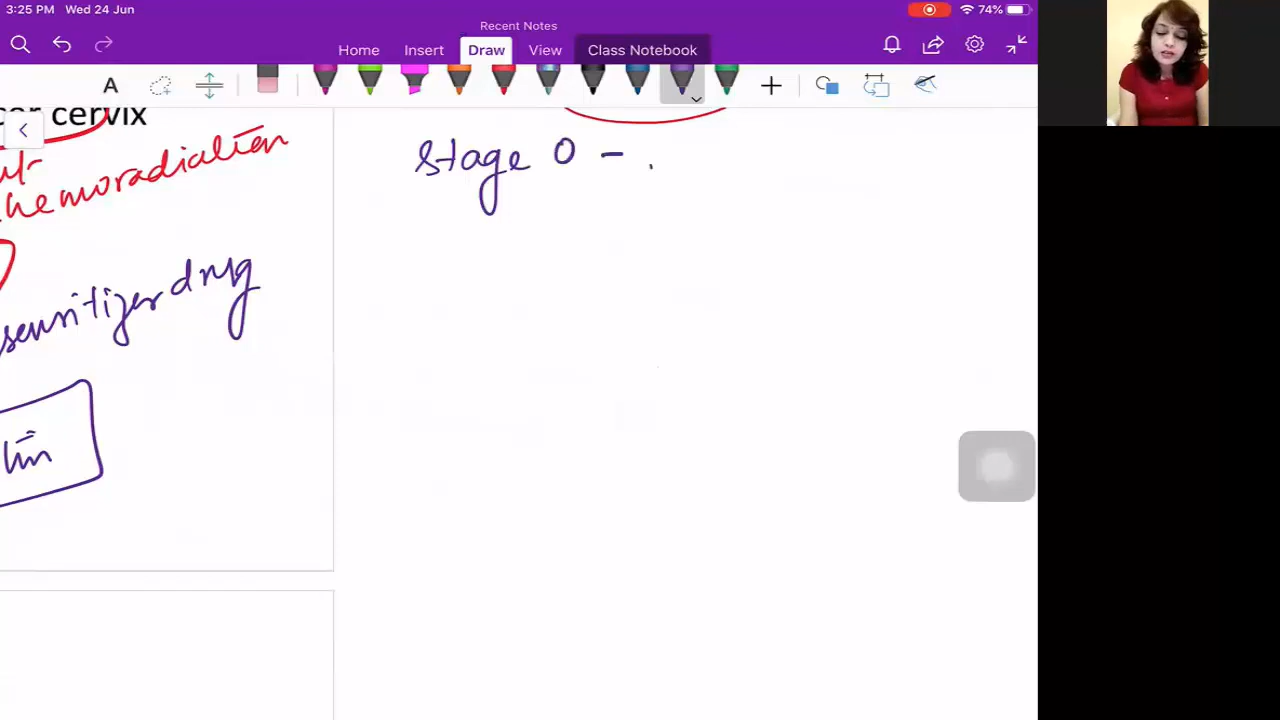 3:25 PM Wed 24 Jun
74%
Recent Notes
Home Insert Draw View Class Notebook
A
cervix
hemoradiation
sensitizer drug
Stage 0 -